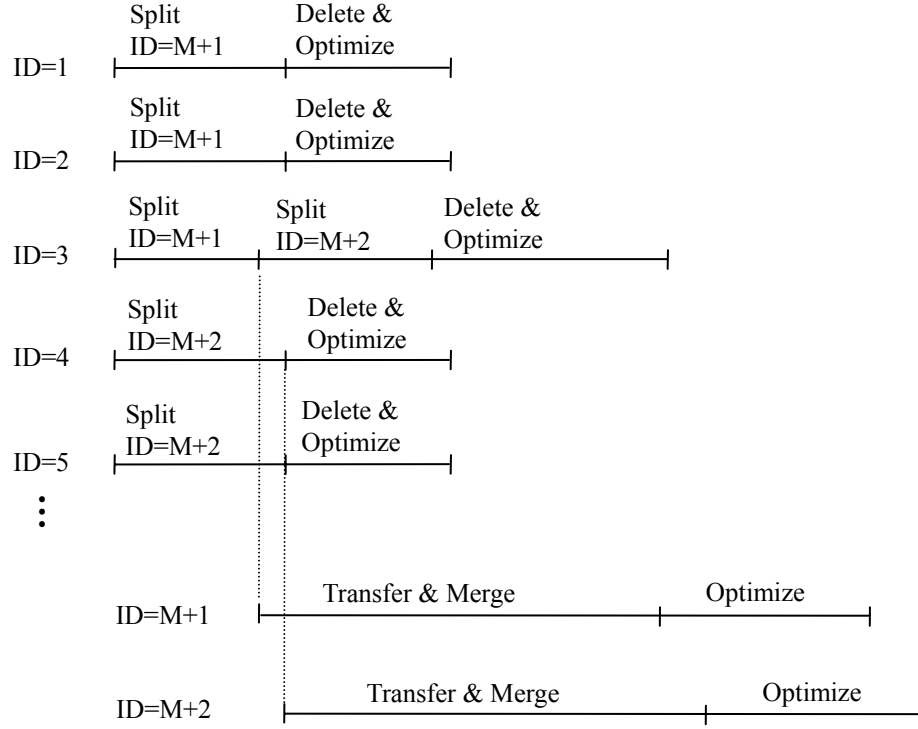 Split Delete &
ID=M+1 Optimize
ID=1
Split Delete &
ID=M+1 Optimize
ID=2
Split Split Delete &
ID=M+1 ID=M+2 Optimize
ID=3
Split Delete &
ID=M+2 Optimize
ID=4
Split Delete &
ID=M+2 Optimize
ID=5
Transfer & Merge Optimize
ID=M+1
Transfer & Merge Optimize
ID=M+2